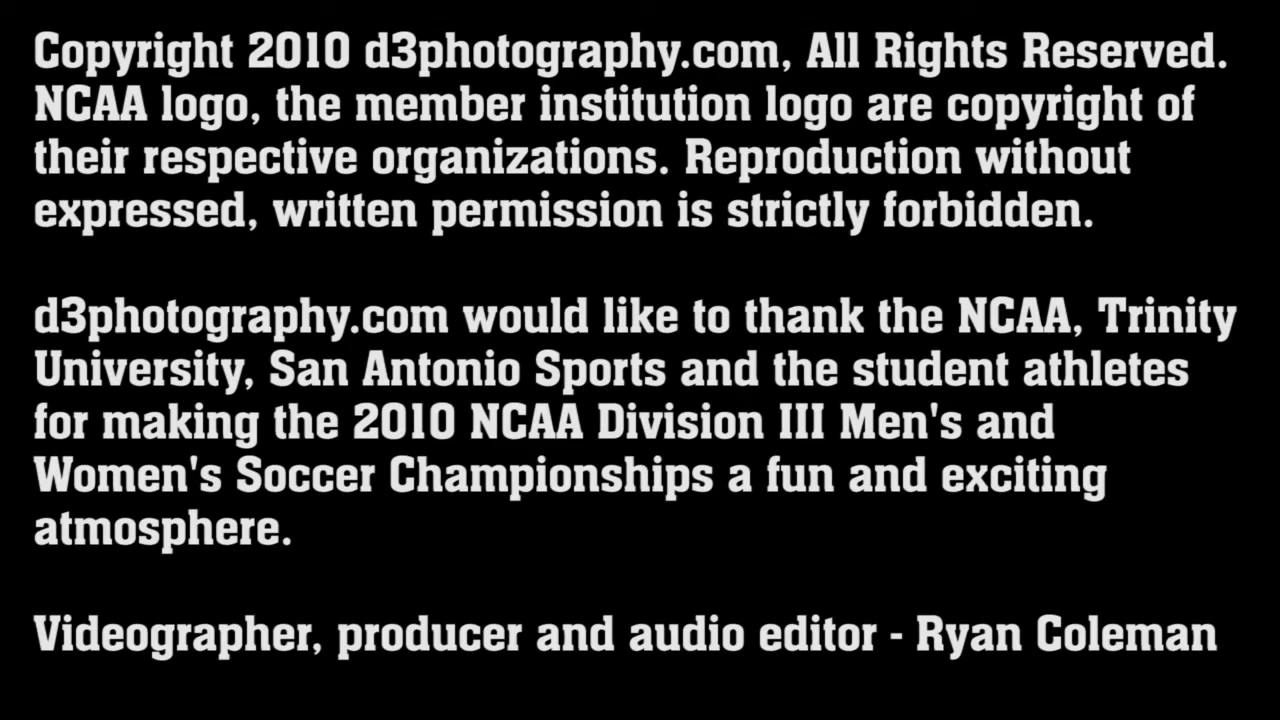 Copyright 2010 d3photography.com, All Rights Reserved.
NCAA logo, the member institution logo are copyright of
their respective organizations. Reproduction without
expressed, written permission is strictly forbidden.
d3photography.com would like to thank the NCAA, Trinity
University, San Antonio Sports and the student athletes
for making the 2010 NCAA Division III Men's and
Women's Soccer Championships a fun and exciting
atmosphere.
Videographer, producer and audio editor - Ryan Coleman